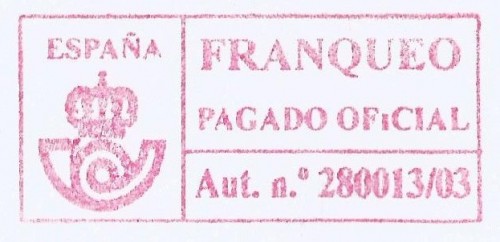 ESPAÑA
FRANQUEO
PAGADO OFiCIAL
Aut. n.º 280013/03